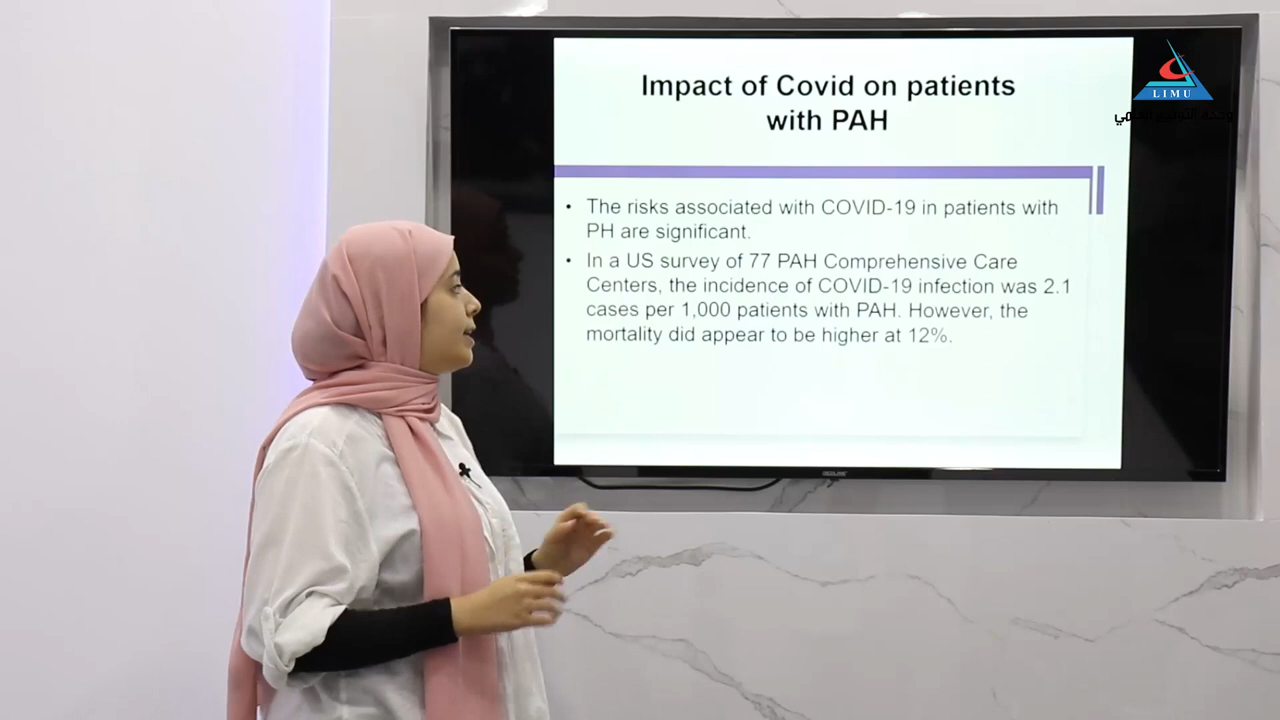 Impact of Covid on patients
with PAH
LIMU
• The risks associated with COVID-19 in patients with
PH are significant.
• In a US survey of 77 PAH Comprehensive Care
Centers, the incidence of COVID-19 infection was 2.1
cases per 1,000 patients with PAH. However, the
mortality did appear to be higher at 12%.